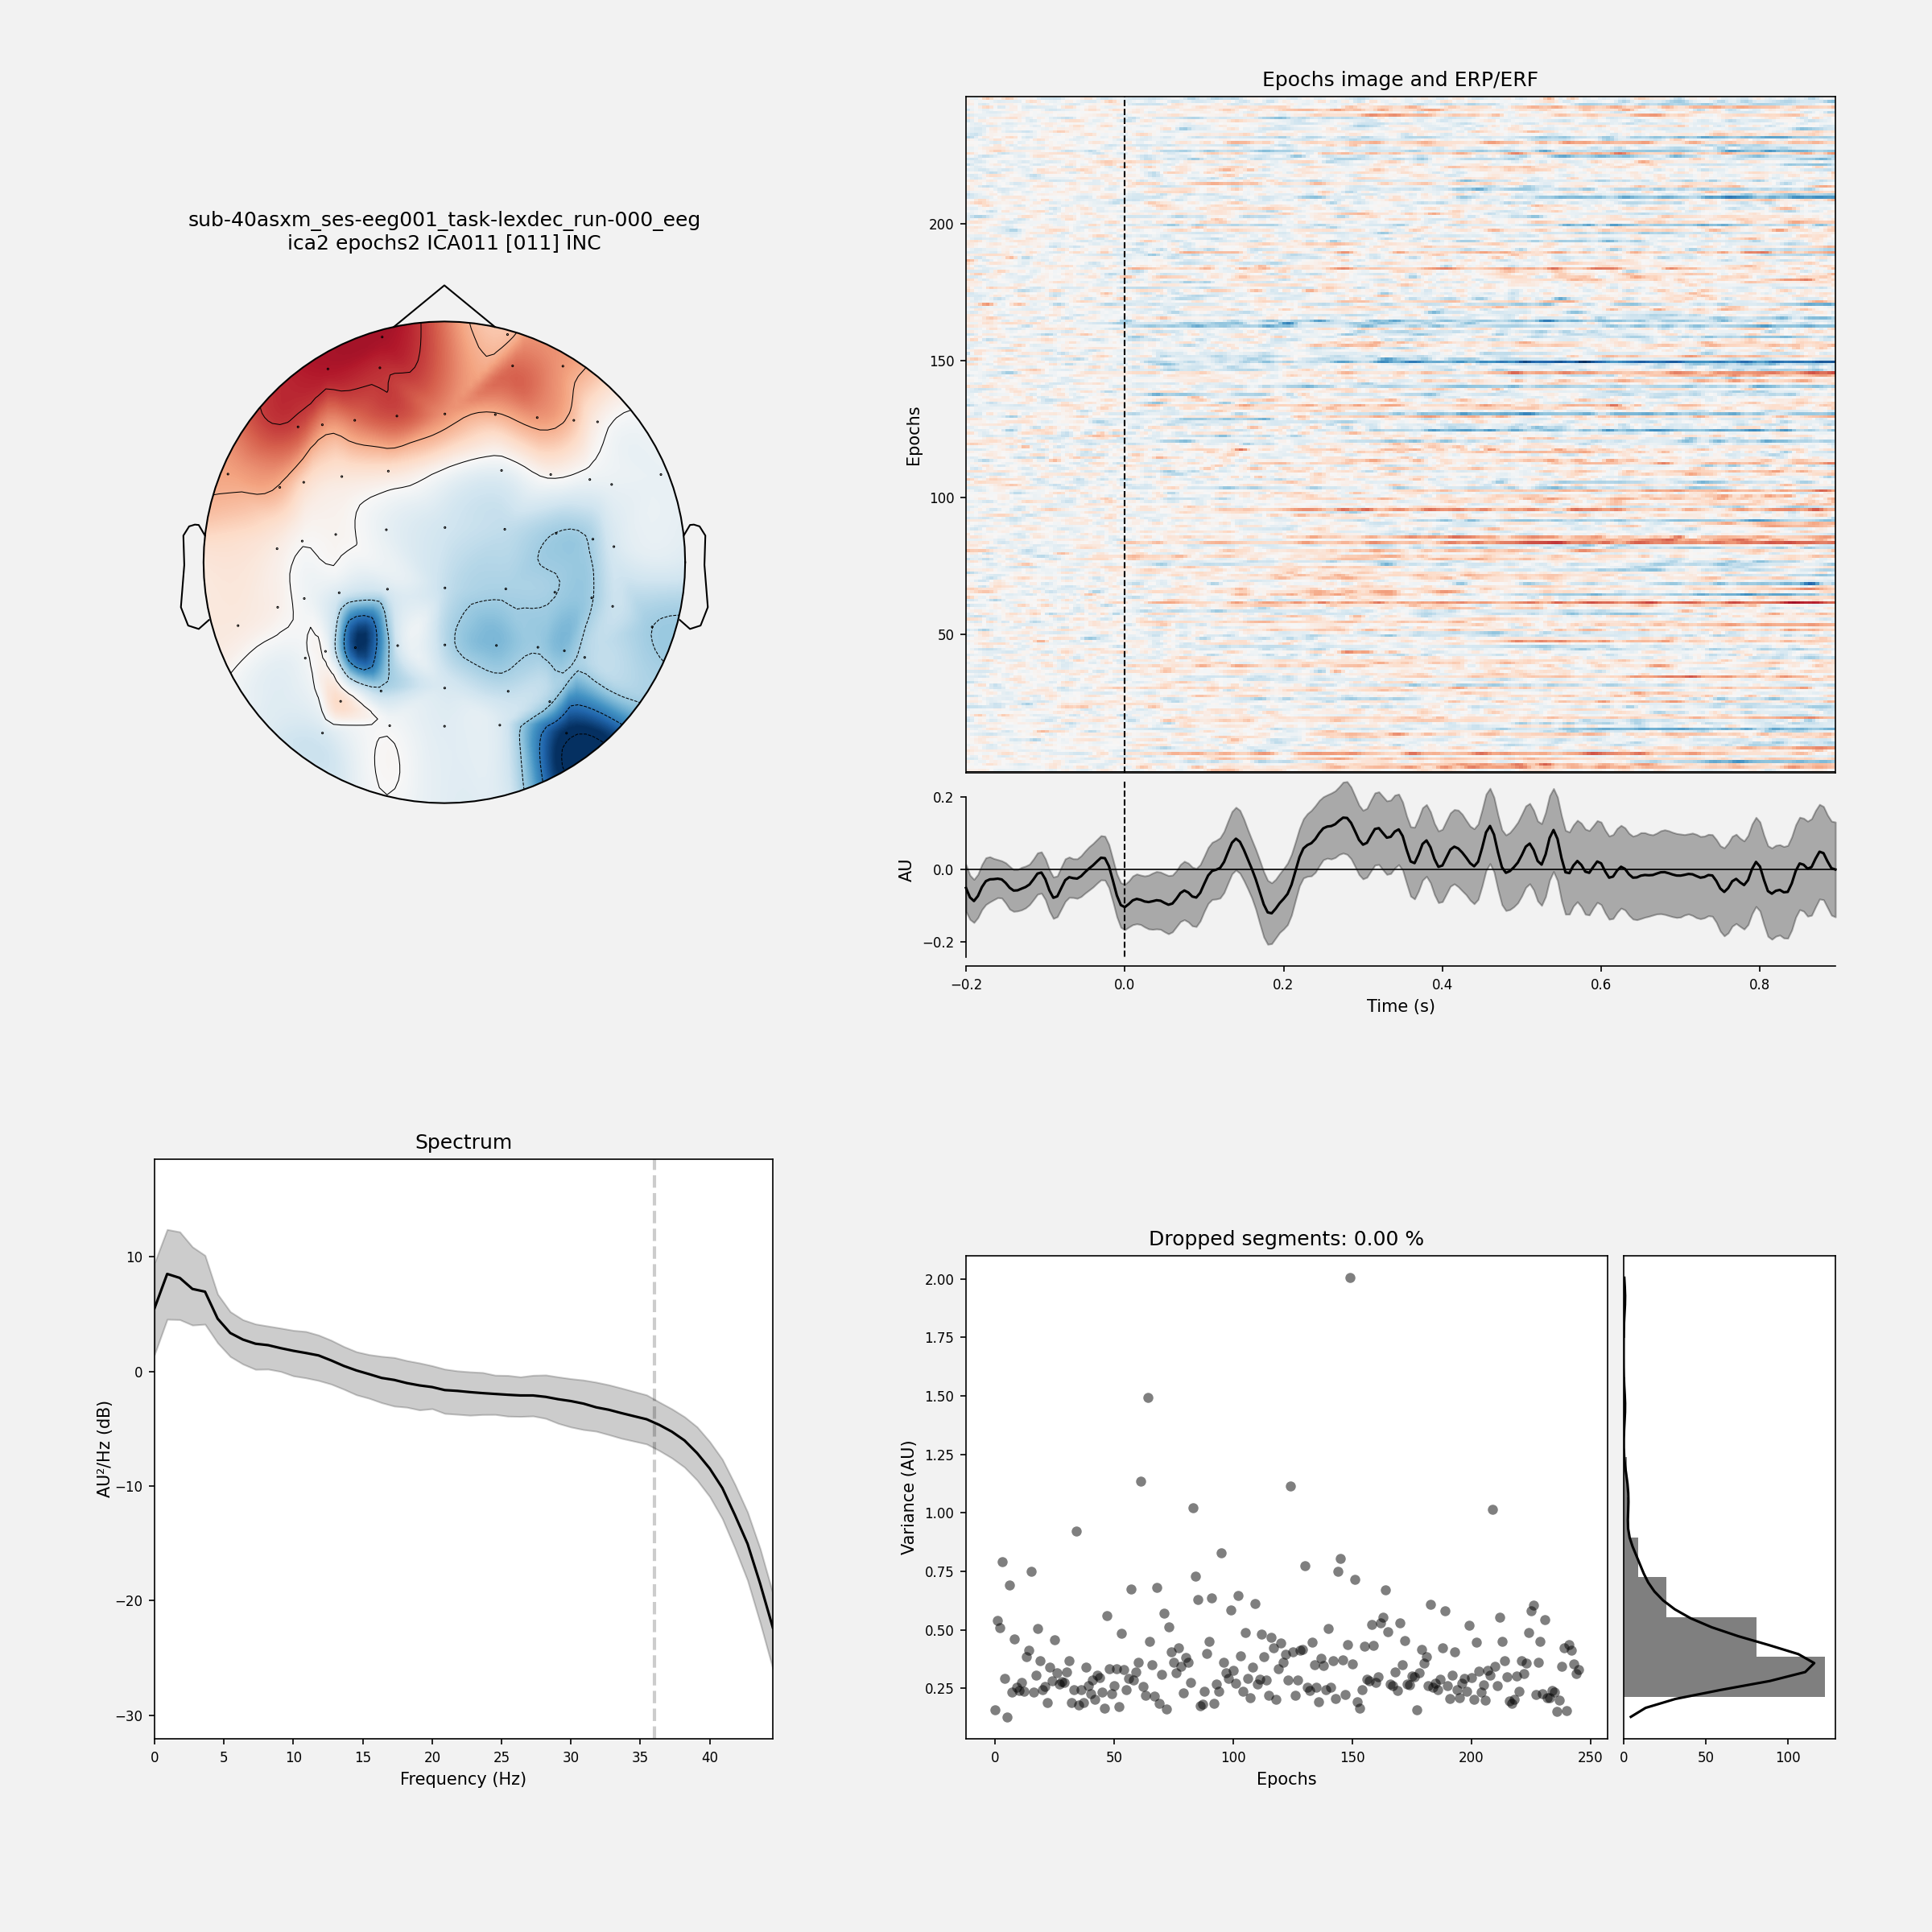 sub-40asxm_ses-eeg001_task-lexdec_run-000_eeg
ica2 epochs2 ICA011 [011] INC
Epochs image and ERP/ERF
Epochs
200
150
100
50
AU
0.2
0.0
−0.2
−0.2 0.0 0.2 0.4 0.6 0.8
Time (s)
Spectrum
AU²/Hz (dB)
10
0
−10
−20
−30
0 5 10 15 20 25 30 35 40
Frequency (Hz)
Dropped segments: 0.00 %
Variance (AU)
2.00
1.75
1.50
1.25
1.00
0.75
0.50
0.25
0 50 100 150 200 250
Epochs
0 50 100